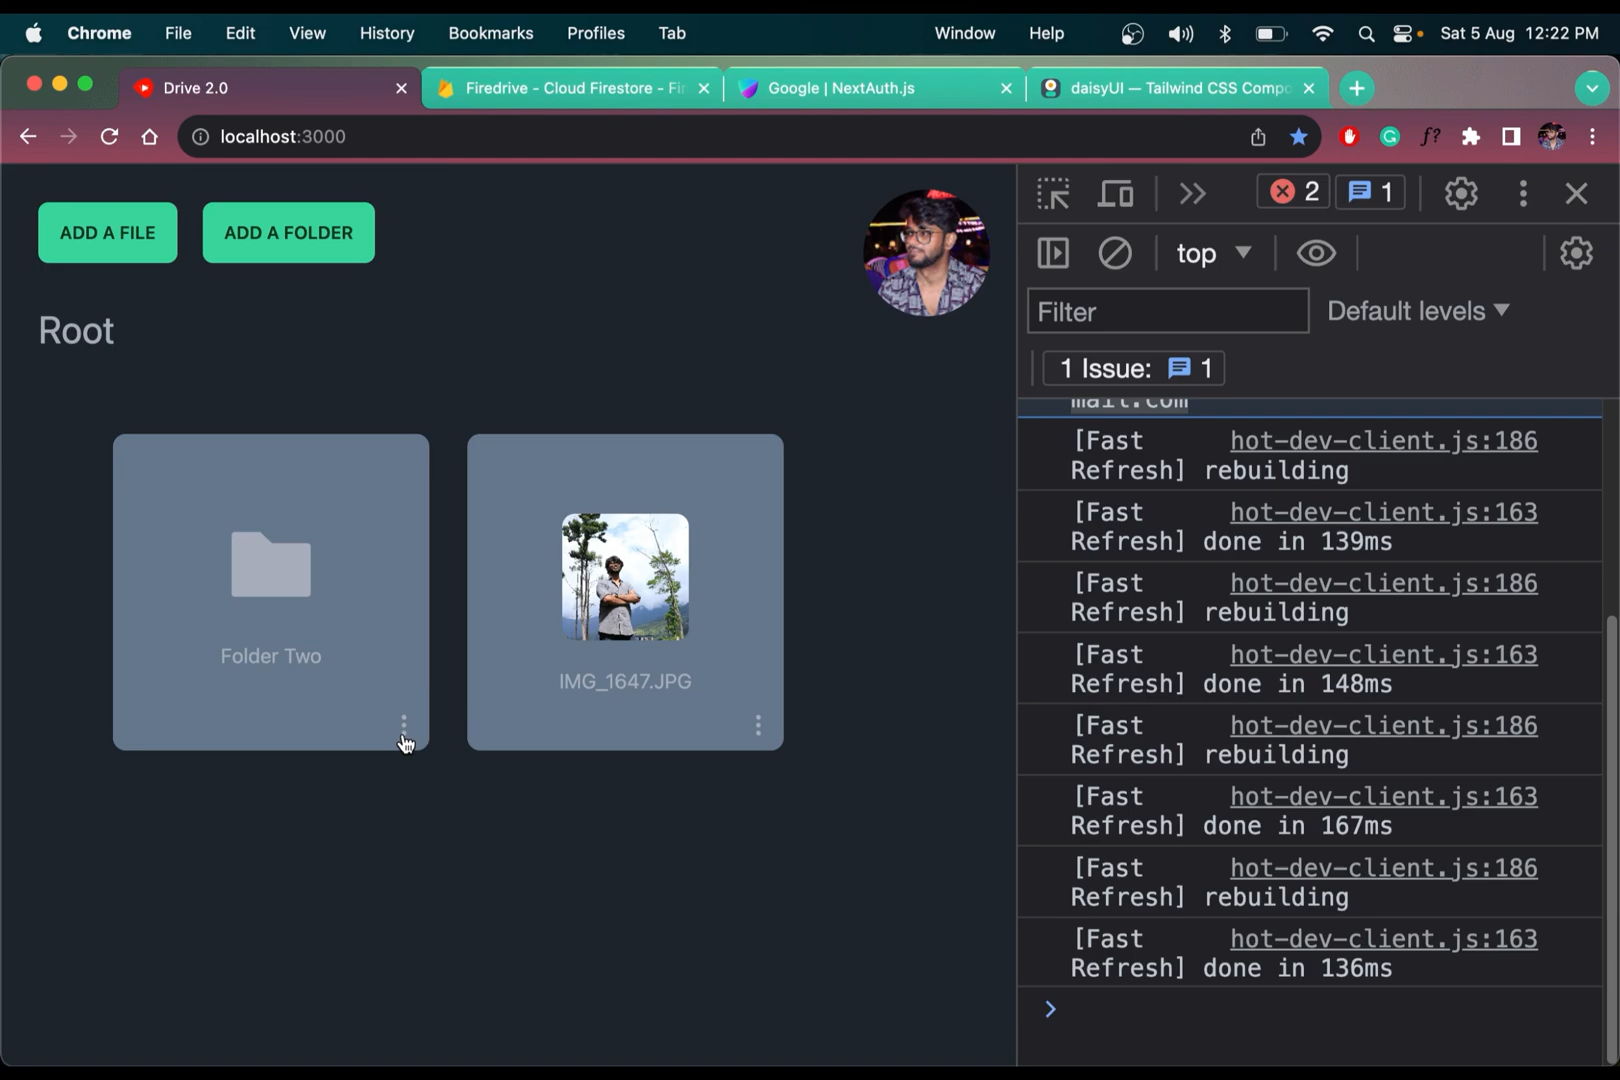 Chrome File Edit View History Bookmarks Profiles Tab Window Help Sat 5 Aug 12:22 PM
Drive 2.0 Firedrive - Cloud Firestore - Fir Google | NextAuth.js daisyUI — Tailwind CSS Compo
localhost:3000 f?
ADD A FILE ADD A FOLDER
Root
Folder Two
IMG_1647.JPG
2 1
top
Filter Default levels
1 Issue: 1
mail.com
[Fast hot-dev-client.js:186
Refresh] rebuilding
[Fast hot-dev-client.js:163
Refresh] done in 139ms
[Fast hot-dev-client.js:186
Refresh] rebuilding
[Fast hot-dev-client.js:163
Refresh] done in 148ms
[Fast hot-dev-client.js:186
Refresh] rebuilding
[Fast hot-dev-client.js:163
Refresh] done in 167ms
[Fast hot-dev-client.js:186
Refresh] rebuilding
[Fast hot-dev-client.js:163
Refresh] done in 136ms